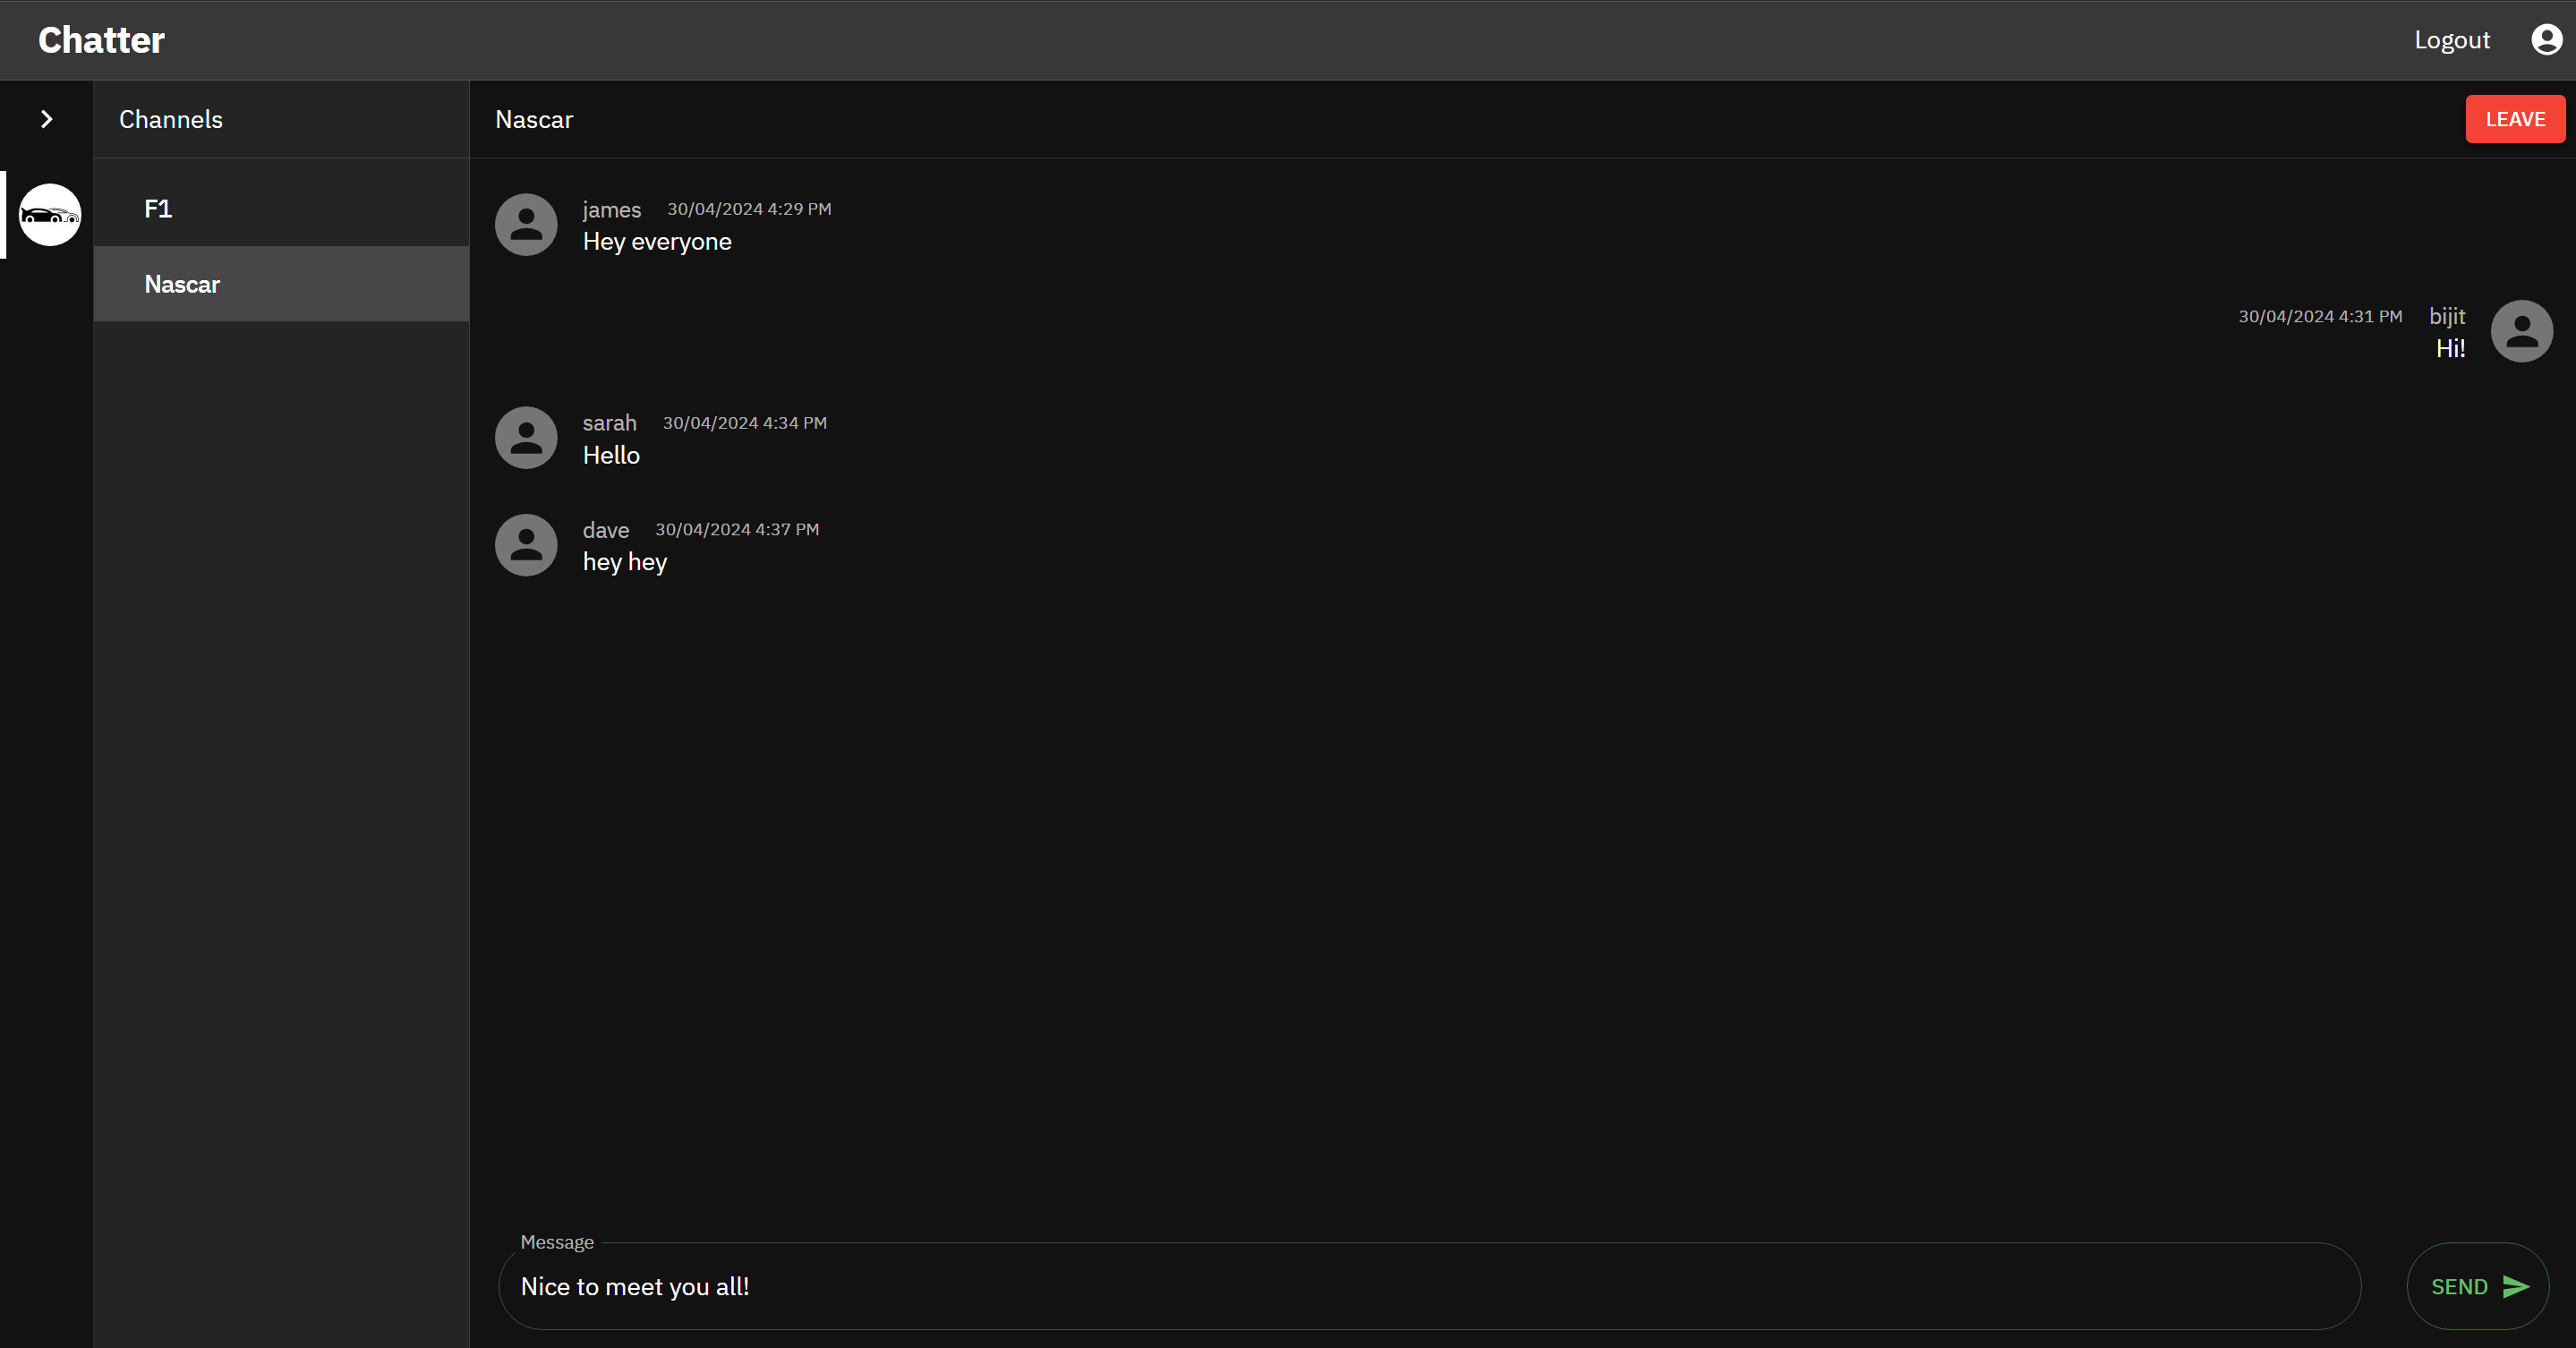 Chatter
Logout
Channels
F1
Nascar
Nascar
LEAVE
james 30/04/2024 4:29 PM
Hey everyone
30/04/2024 4:31 PM bijit
Hi!
sarah 30/04/2024 4:34 PM
Hello
dave 30/04/2024 4:37 PM
hey hey
Message
Nice to meet you all!
SEND